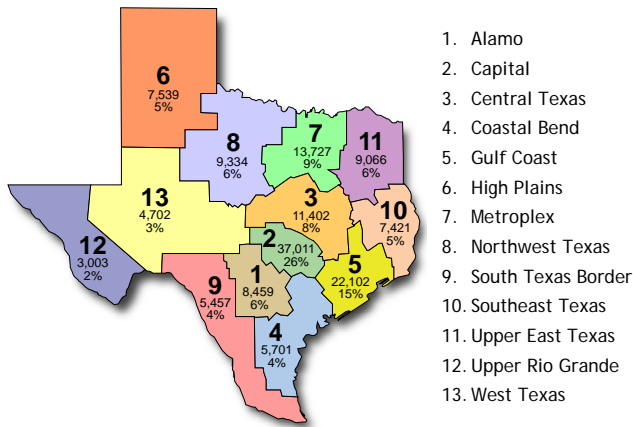 6
7,539
5%
8
9,334
6%
7
13,727
9%
11
9,066
6%
13
4,702
3%
3
11,402
8%
10
7,421
5%
12
3,003
2%
2 37,011
26%
1
8,459
6%
5
22,102
15%
9
5,457
4%
4
5,701
4%
1. Alamo
2. Capital
3. Central Texas
4. Coastal Bend
5. Gulf Coast
6. High Plains
7. Metroplex
8. Northwest Texas
9. South Texas Border
10. Southeast Texas
11. Upper East Texas
12. Upper Rio Grande
13. West Texas